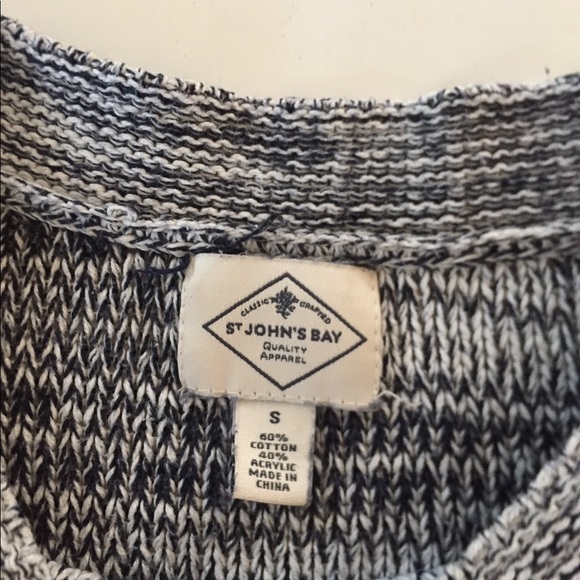 CLASSIC CRAFTED
ST JOHN'S BAY
QUALITY
APPAREL
S
60%
COTTON
40%
ACRYLIC
MADE IN
CHINA